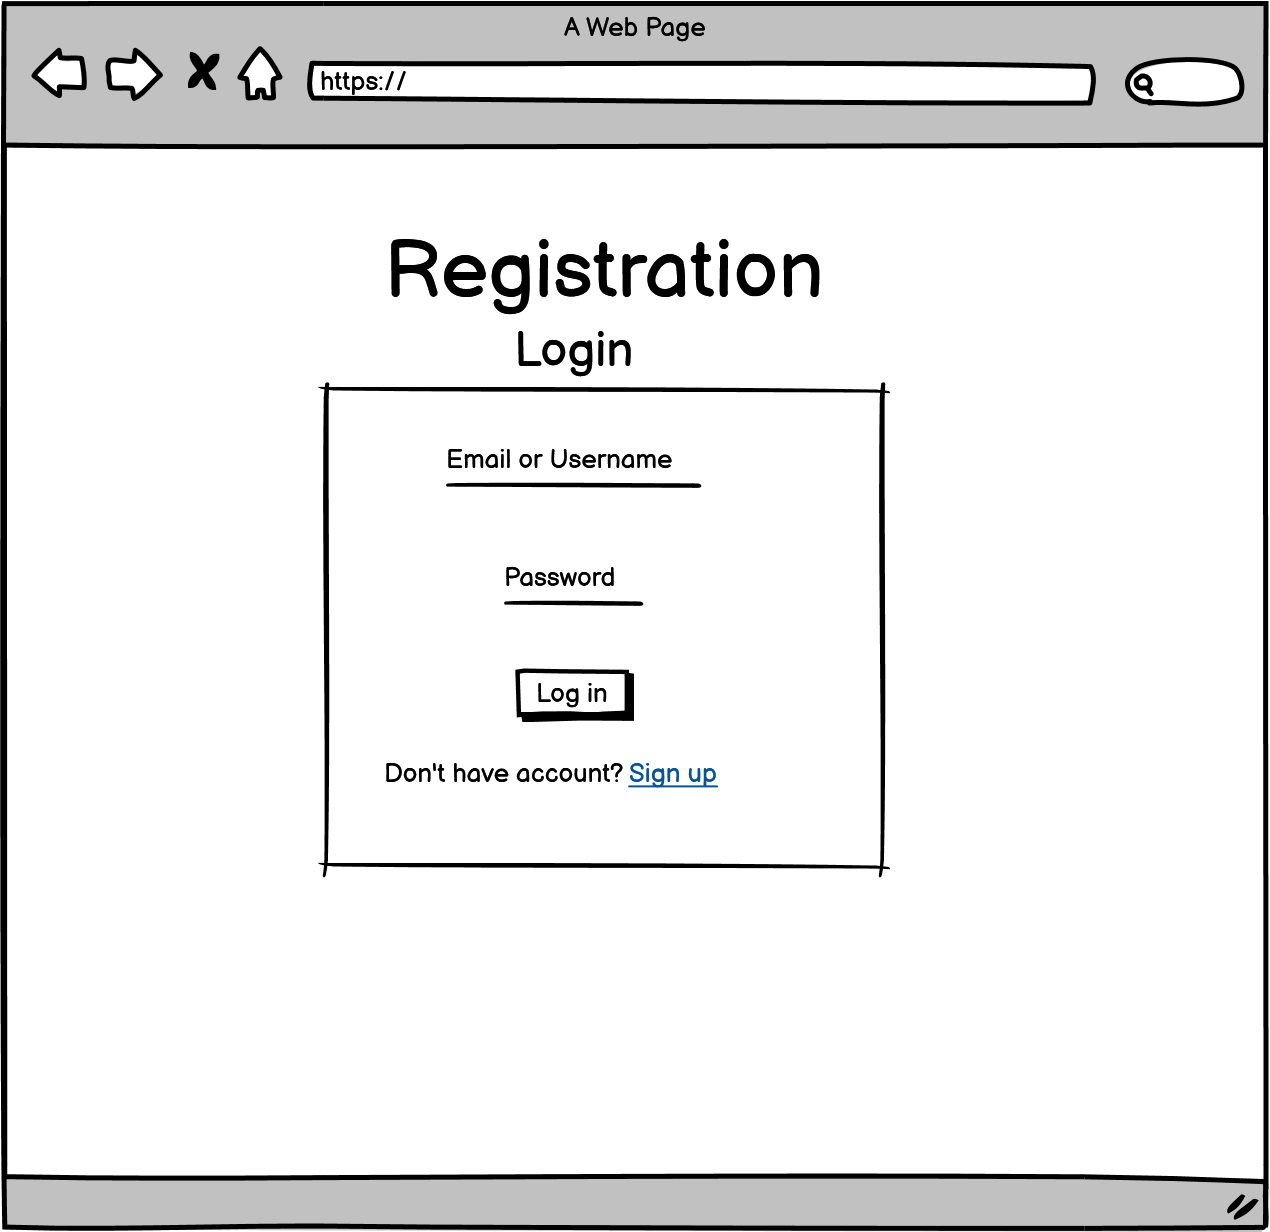 A Web Page
https://
Registration
Login
Email or Username
Password
Log in
Don't have account? Sign up